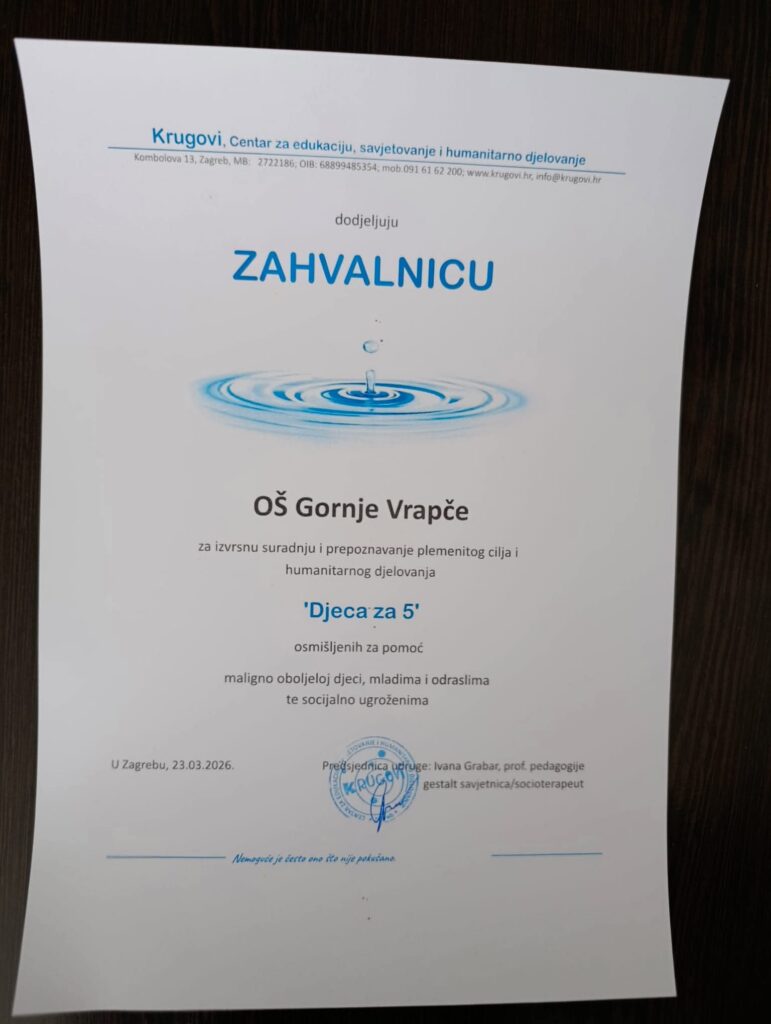 Krugovi, Centar za edukaciju, savjetovanje i humanitarno djelovanje
Kombolova 13, Zagreb, MB: 2722186; OIB: 68899485354, mob:091 61 62 200; www.krugovi.hr, info@krugovi.hr
dodjeljuju
ZAHVALNICU
OŠ Gornje Vrapče
za izvrsnu suradnju i prepoznavanje plemenitog cilja i
humanitarnog djelovanja
'Djeca za 5'
osmišljenih za pomoć
maligno oboljeloj djeci, mladima i odraslima
te socijalno ugroženima
U Zagrebu, 23.03.2026.
Predsjednica udruge: Ivana Grabar, prof. pedagogije
gestalt savjetnica/socioterapeut
KRUGOVI
Nemoguće je često ono što nije pokušano.